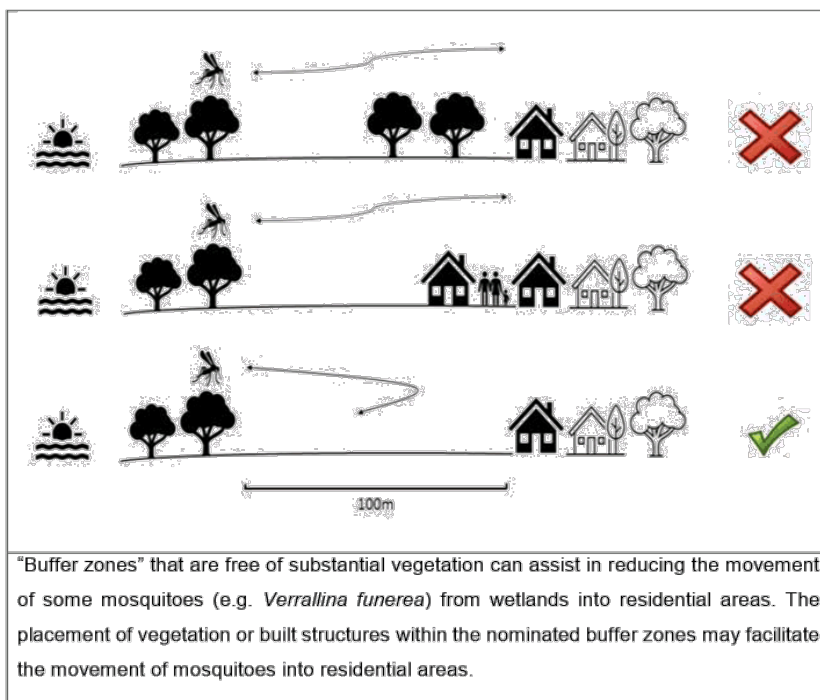 100m
“Buffer zones” that are free of substantial vegetation can assist in reducing the movement
of some mosquitoes (e.g. Verrallina funerea) from wetlands into residential areas. The
placement of vegetation or built structures within the nominated buffer zones may facilitate
the movement of mosquitoes into residential areas.